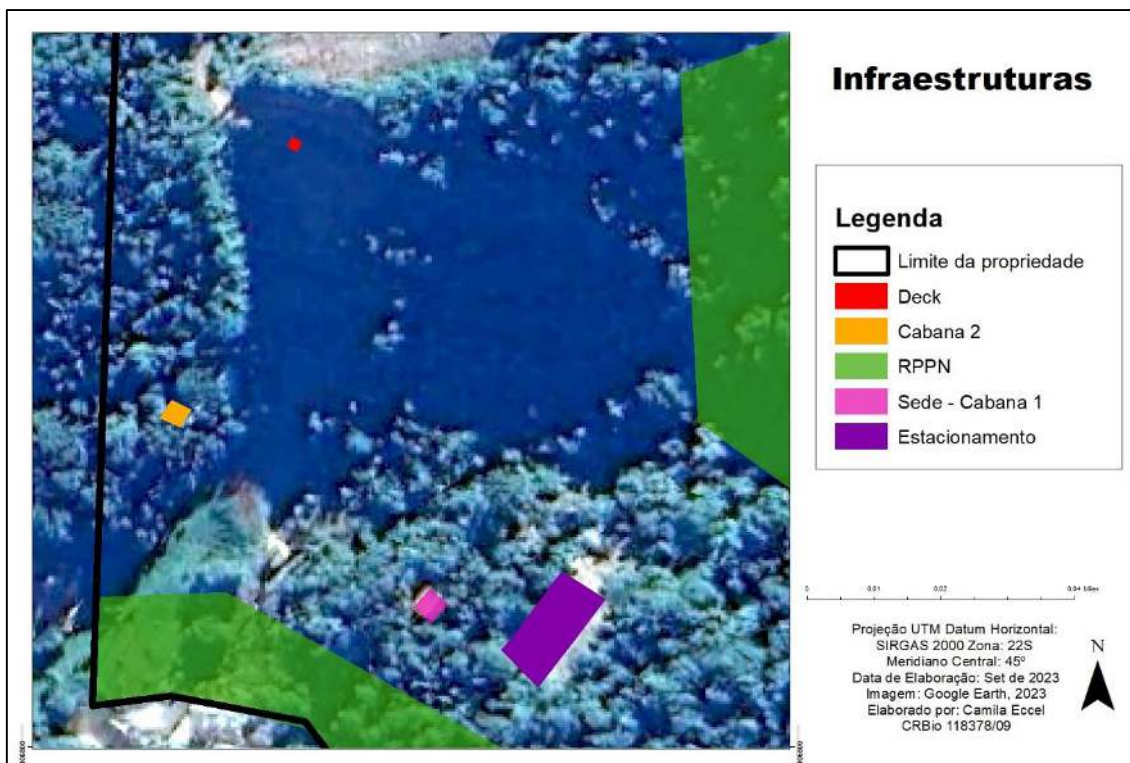 Infraestruturas
Legenda
Limite da propriedade
Deck
Cabana 2
RPPN
Sede - Cabana 1
Estacionamento
0 0.01 0.02 0.04 Miles
Projeção UTM Datum Horizontal:
SIRGAS 2000 Zona: 22S
Meridiano Central: 45º
Data de Elaboração: Set de 2023
Imagem: Google Earth, 2023
Elaborado por: Camila Eccel
CRBio 118378/09
N